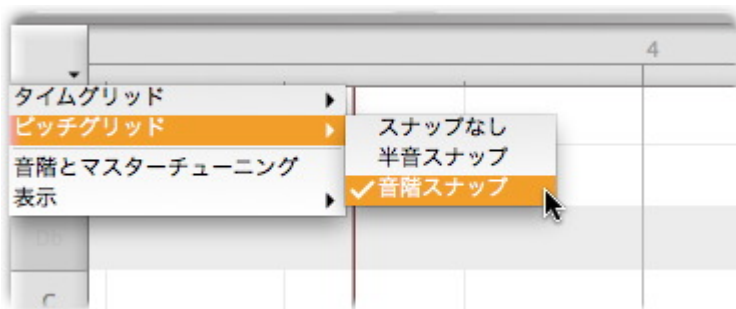 4
タイムグリッド
ピッチグリッド
スナップなし
半音スナップ
音階スナップ
音階とマスターチューニング
表示
Db
C